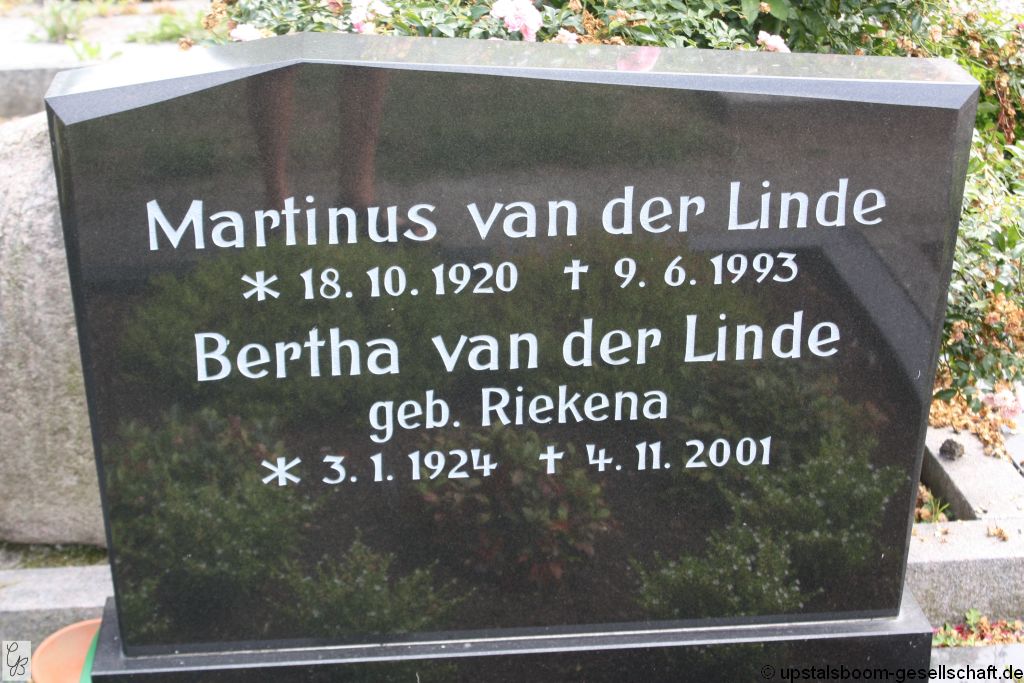 Martinus van der Linde
* 18. 10. 1920 † 9. 6. 1993
Bertha van der Linde
geb. Riekena
* 3. 1. 1924 † 4. 11. 2001
GB
© upstalsboom-gesellschaft.de